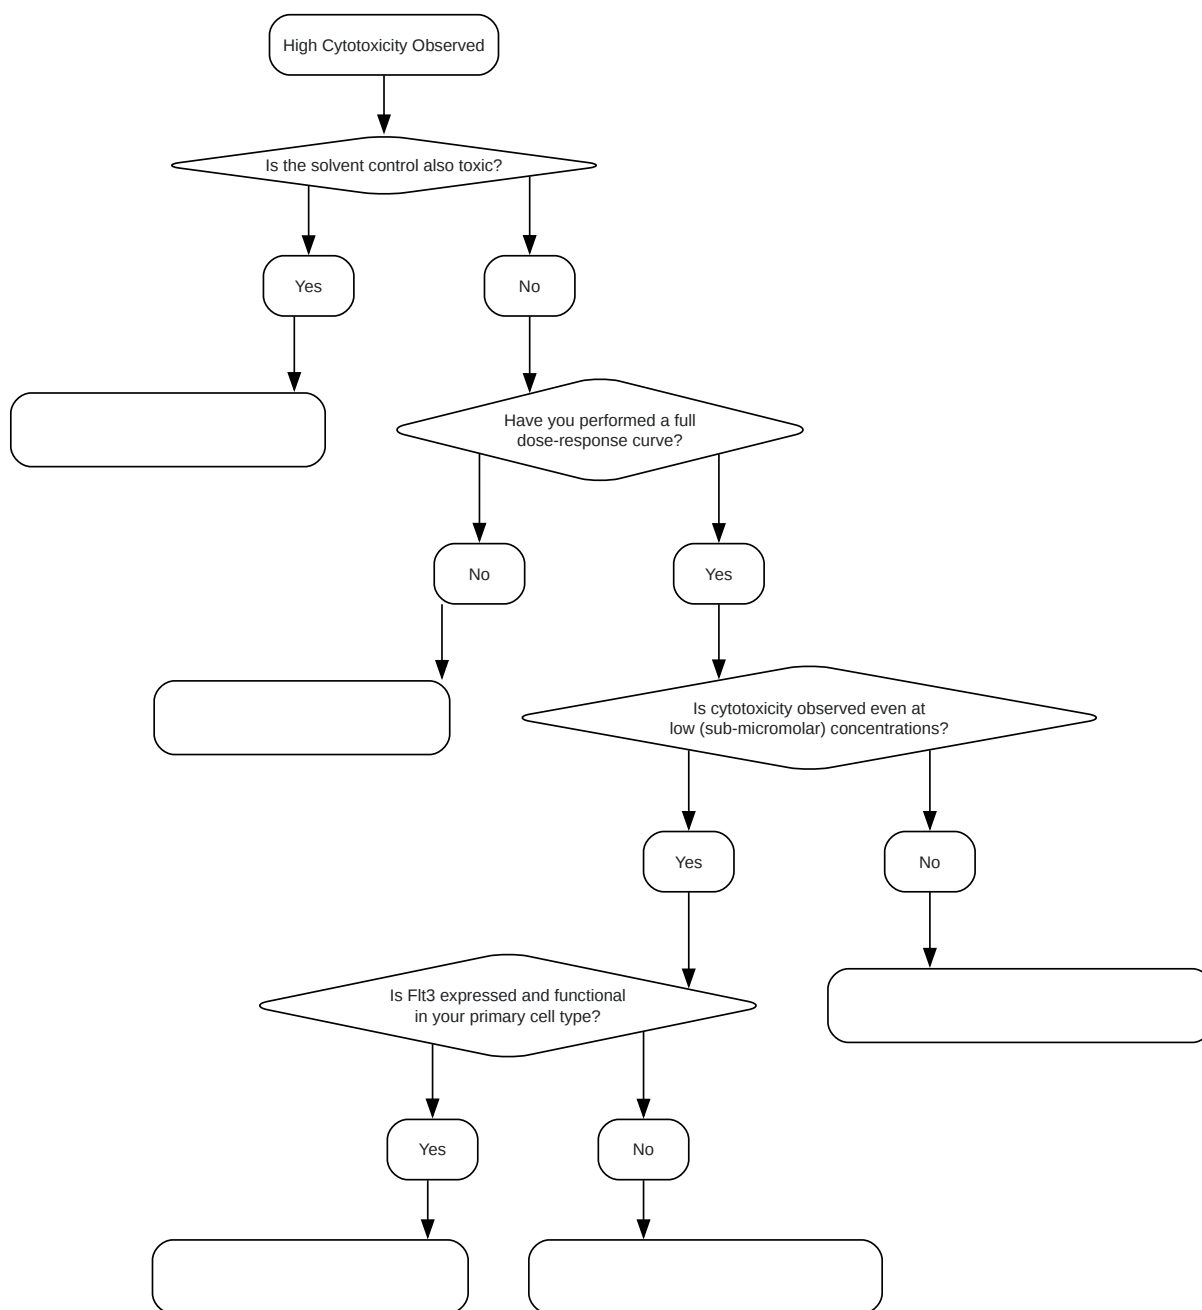 High Cytotoxicity Observed
Is the solvent control also toxic?
Yes
No
Have you performed a full
dose-response curve?
No
Yes
Is cytotoxicity observed even at
low (sub-micromolar) concentrations?
Yes
No
Is Flt3 expressed and functional
in your primary cell type?
Yes
No